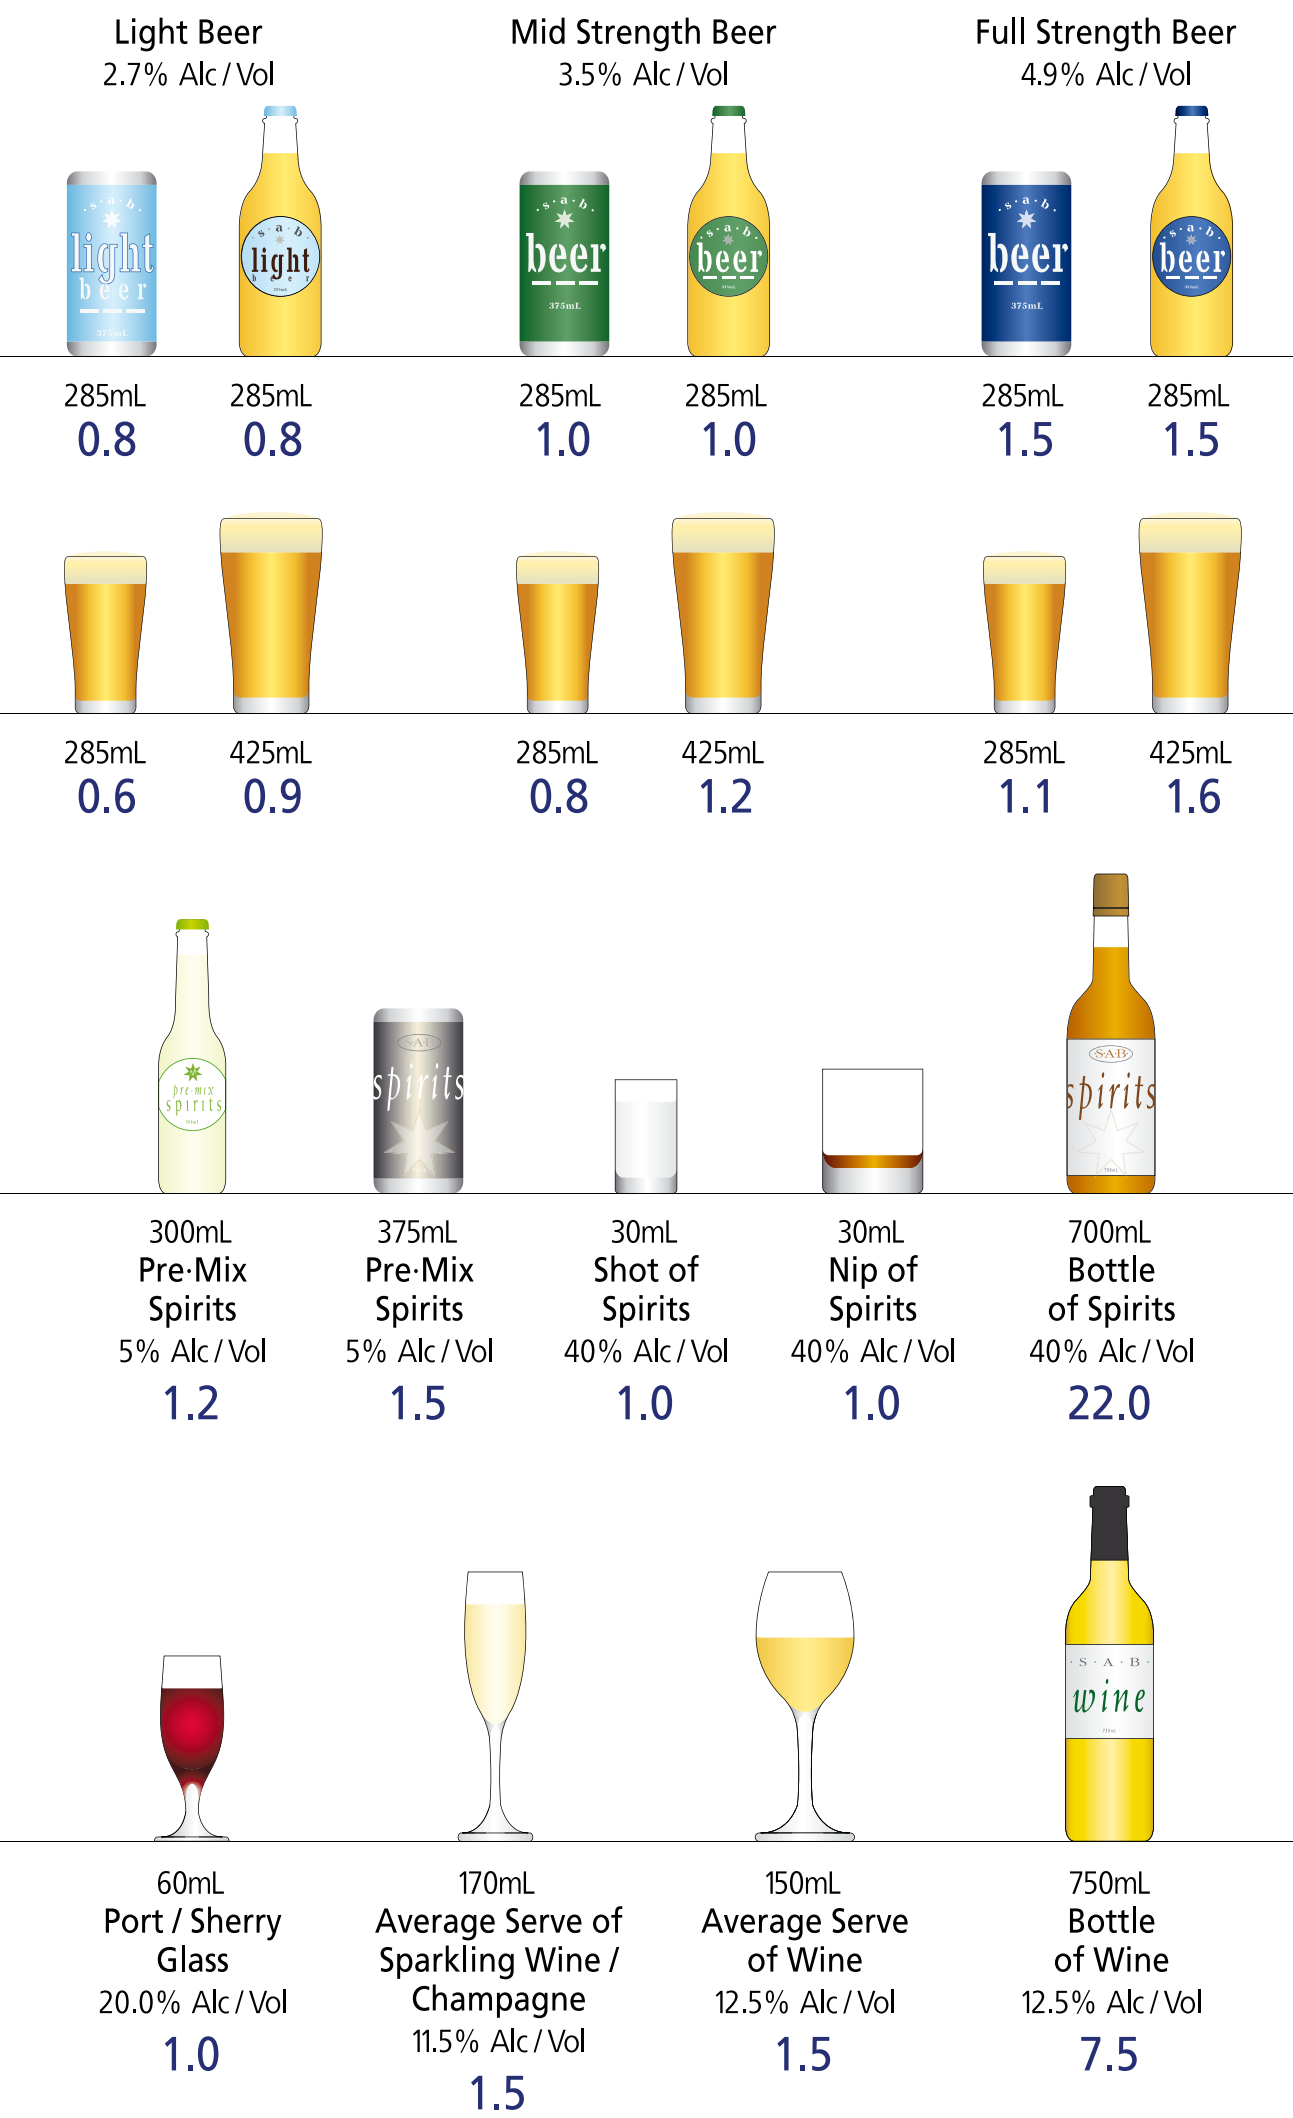 Light Beer
2.7% Alc / Vol
Mid Strength Beer
3.5% Alc / Vol
Full Strength Beer
4.9% Alc / Vol
·s·a·b·
light
beer
375mL
·s·a·b·
light
beer
375mL
·s·a·b·
beer
375mL
·s·a·b·
beer
375mL
·s·a·b·
beer
375mL
·s·a·b·
beer
375mL
285mL 285mL 285mL 285mL 285mL 285mL
0.8 0.8 1.0 1.0 1.5 1.5
285mL 425mL 285mL 425mL 285mL 425mL
0.6 0.9 0.8 1.2 1.1 1.6
pre·mix
spirits
S·A·B
spirits
·S·A·B·
spirits
700mL
300mL
Pre·Mix
Spirits
5% Alc / Vol
1.2
375mL
Pre·Mix
Spirits
5% Alc / Vol
1.5
30mL
Shot of
Spirits
40% Alc / Vol
1.0
30mL
Nip of
Spirits
40% Alc / Vol
1.0
700mL
Bottle
of Spirits
40% Alc / Vol
22.0
·S·A·B·
wine
60mL
Port / Sherry
Glass
20.0% Alc / Vol
1.0
170mL
Average Serve of
Sparkling Wine /
Champagne
11.5% Alc / Vol
1.5
150mL
Average Serve
of Wine
12.5% Alc / Vol
1.5
750mL
Bottle
of Wine
12.5% Alc / Vol
7.5